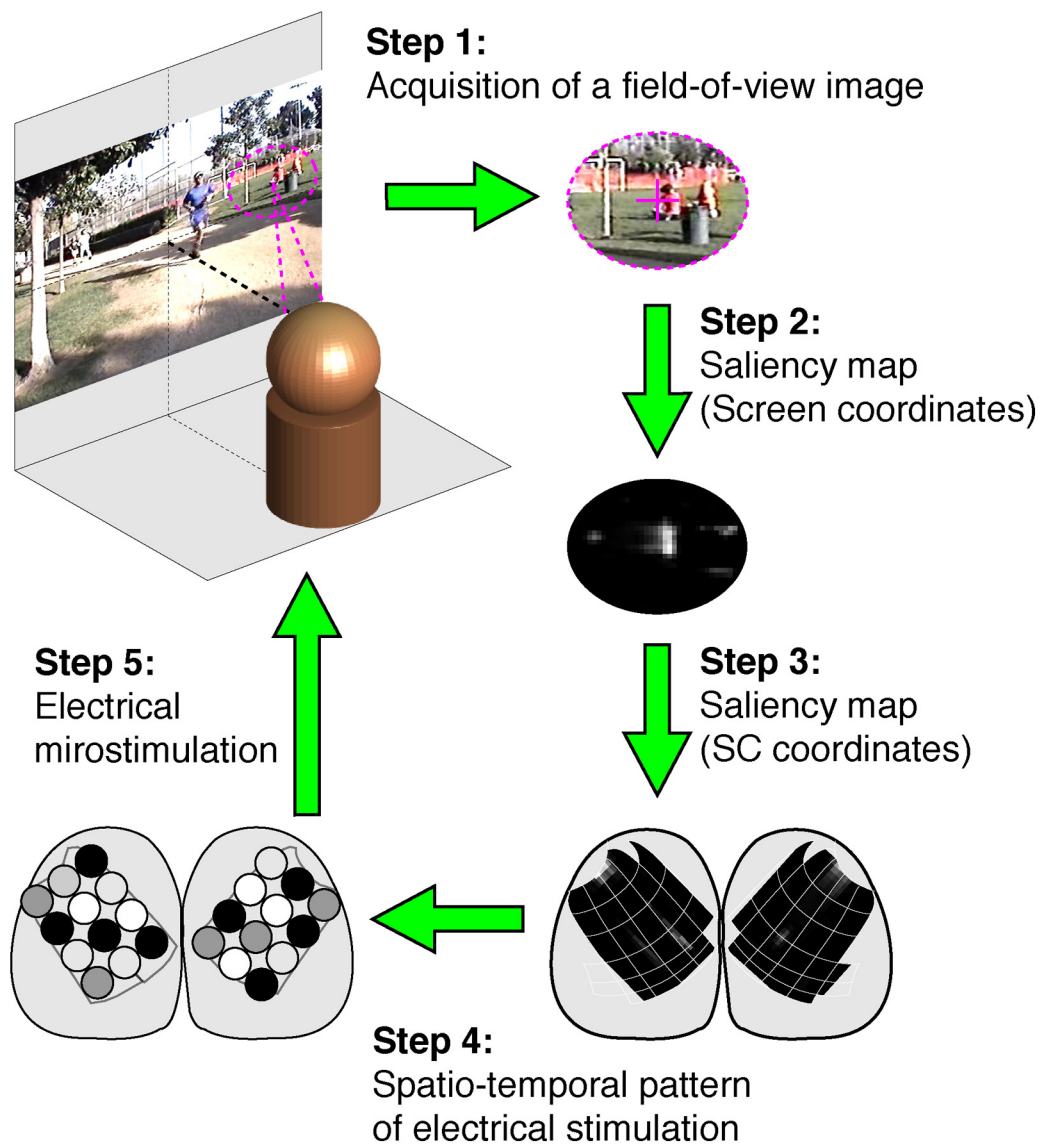 Step 1:
Acquisition of a field-of-view image
Step 2:
Saliency map
(Screen coordinates)
Step 3:
Saliency map
(SC coordinates)
Step 4:
Spatio-temporal pattern
of electrical stimulation
Step 5:
Electrical
mirostimulation